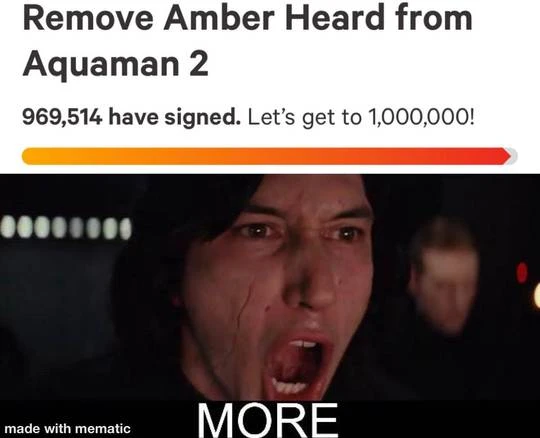 Remove Amber Heard from
Aquaman 2
969,514 have signed. Let's get to 1,000,000!
MORE
made with mematic